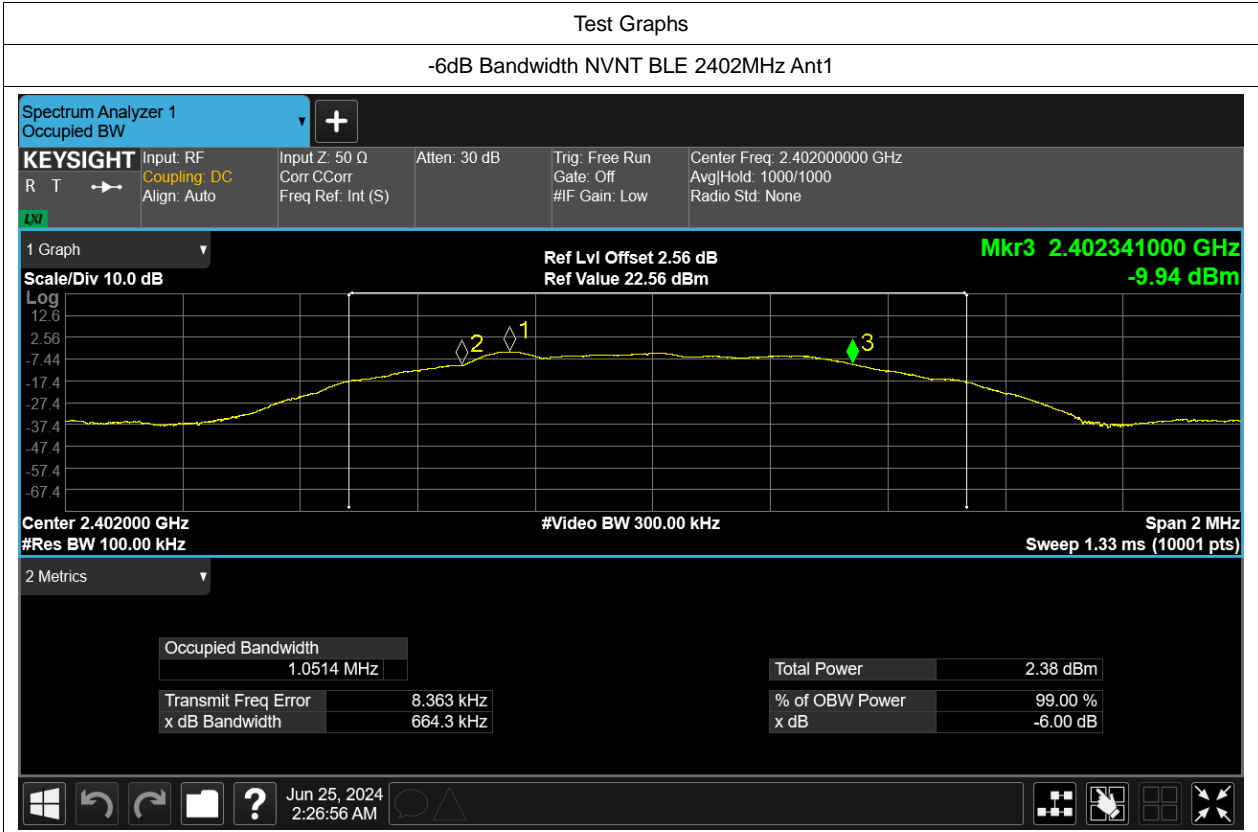 Test Graphs
-6dB Bandwidth NVNT BLE 2402MHz Ant1
Spectrum Analyzer 1
Occupied BW
KEYSIGHT
R T
LXI
Input: RF
Coupling: DC
Align: Auto
Input Z: 50 Ω
Corr CCorr
Freq Ref: Int (S)
Atten: 30 dB
Trig: Free Run
Gate: Off
#IF Gain: Low
Center Freq: 2.402000000 GHz
Avg|Hold: 1000/1000
Radio Std: None
1 Graph
Scale/Div 10.0 dB
Ref Lvl Offset 2.56 dB
Ref Value 22.56 dBm
Mkr3 2.402341000 GHz
-9.94 dBm
Log
12.6
2.56
-7.44
-17.4
-27.4
-37.4
-47.4
-57.4
-67.4
2
1
3
Center 2.402000 GHz
#Video BW 300.00 kHz
Span 2 MHz
#Res BW 100.00 kHz
Sweep 1.33 ms (10001 pts)
2 Metrics
Occupied Bandwidth
1.0514 MHz
Total Power 2.38 dBm
Transmit Freq Error 8.363 kHz
% of OBW Power 99.00 %
x dB Bandwidth 664.3 kHz
x dB -6.00 dB
?
Jun 25, 2024
2:26:56 AM